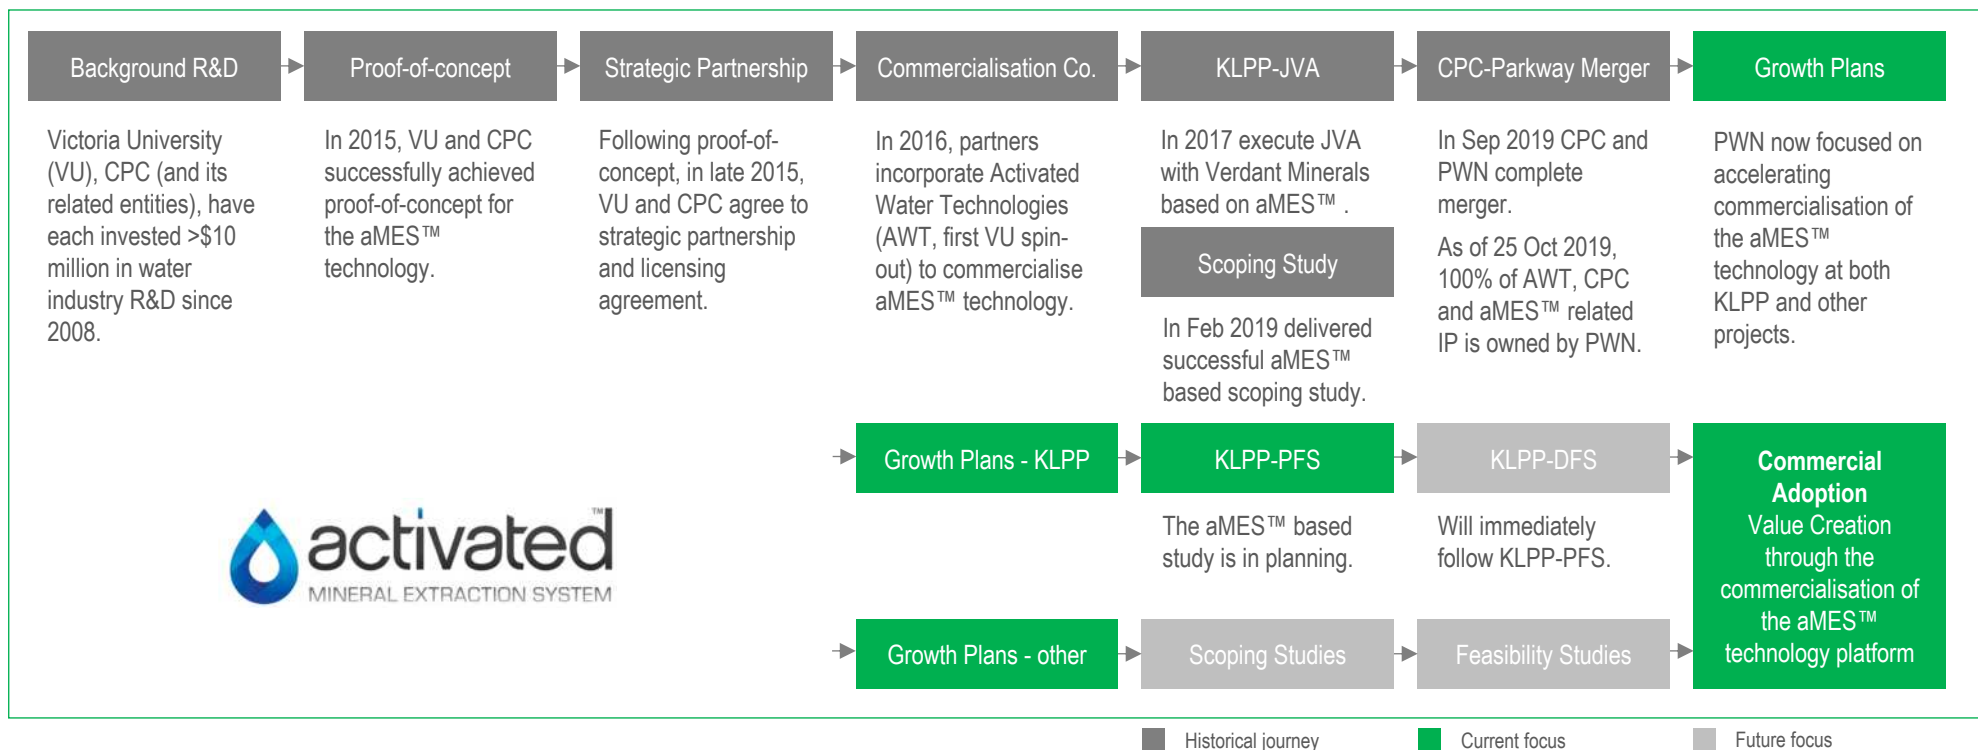 Background R&D
Proof-of-concept
Strategic Partnership
Commercialisation Co.
KLPP-JVA
CPC-Parkway Merger
Growth Plans
Victoria University
(VU), CPC (and its
related entities), have
each invested >$10
million in water
industry R&D since
2008.
In 2015, VU and CPC
successfully achieved
proof-of-concept for
the aMES™
technology.
Following proof-of-
concept, in late 2015,
VU and CPC agree to
strategic partnership
and licensing
agreement.
In 2016, partners
incorporate Activated
Water Technologies
(AWT, first VU spin-
out) to commercialise
aMES™ technology.
In 2017 execute JVA
with Verdant Minerals
based on aMES™ .
Scoping Study
In Feb 2019 delivered
successful aMES™
based scoping study.
In Sep 2019 CPC and
PWN complete
merger.
As of 25 Oct 2019,
100% of AWT, CPC
and aMES™ related
IP is owned by PWN.
PWN now focused on
accelerating
commercialisation of
the aMES™
technology at both
KLPP and other
projects.
Growth Plans - KLPP
KLPP-PFS
KLPP-DFS
The aMES™ based
study is in planning.
Will immediately
follow KLPP-PFS.
Commercial
Adoption
Value Creation
through the
commercialisation of
the aMES™
technology platform
activated™
MINERAL EXTRACTION SYSTEM
Growth Plans - other
Scoping Studies
Feasibility Studies
Historical journey
Current focus
Future focus